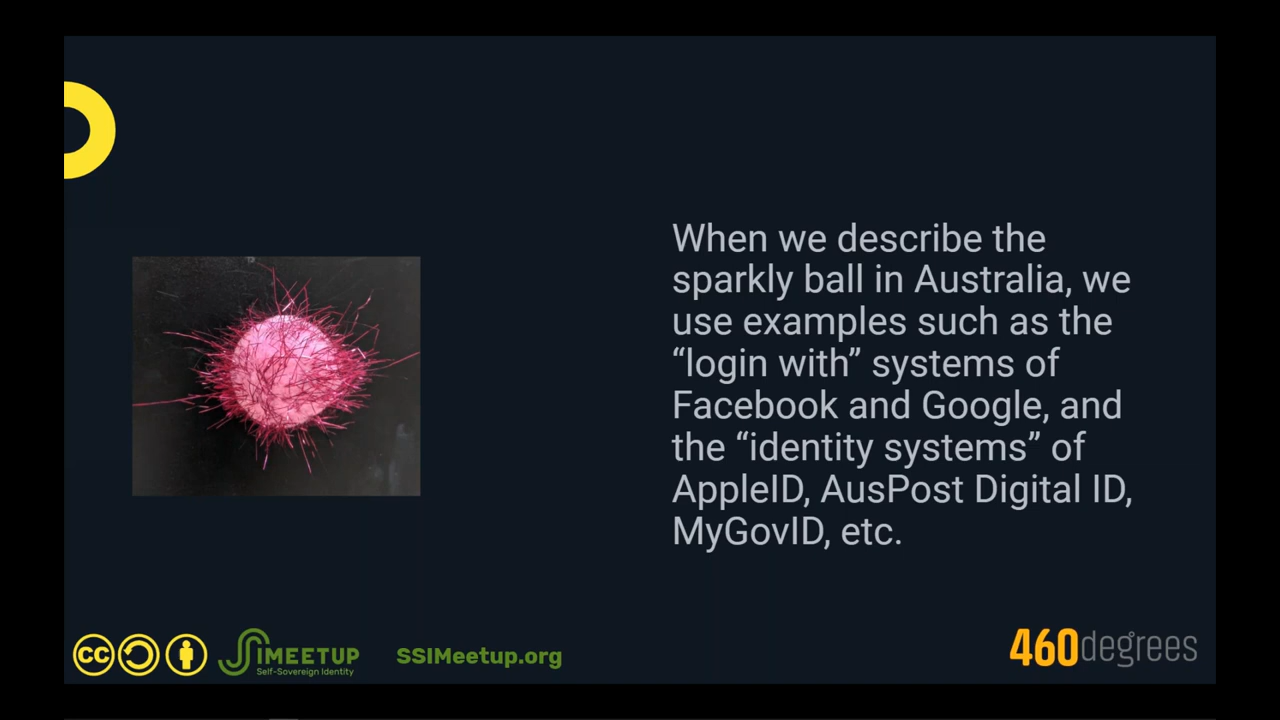 When we describe the
sparkly ball in Australia, we
use examples such as the
“login with” systems of
Facebook and Google, and
the “identity systems” of
AppleID, AusPost Digital ID,
MyGovID, etc.
CC
SSIMEETUP
Self-Sovereign Identity
SSIMeetup.org
460degrees